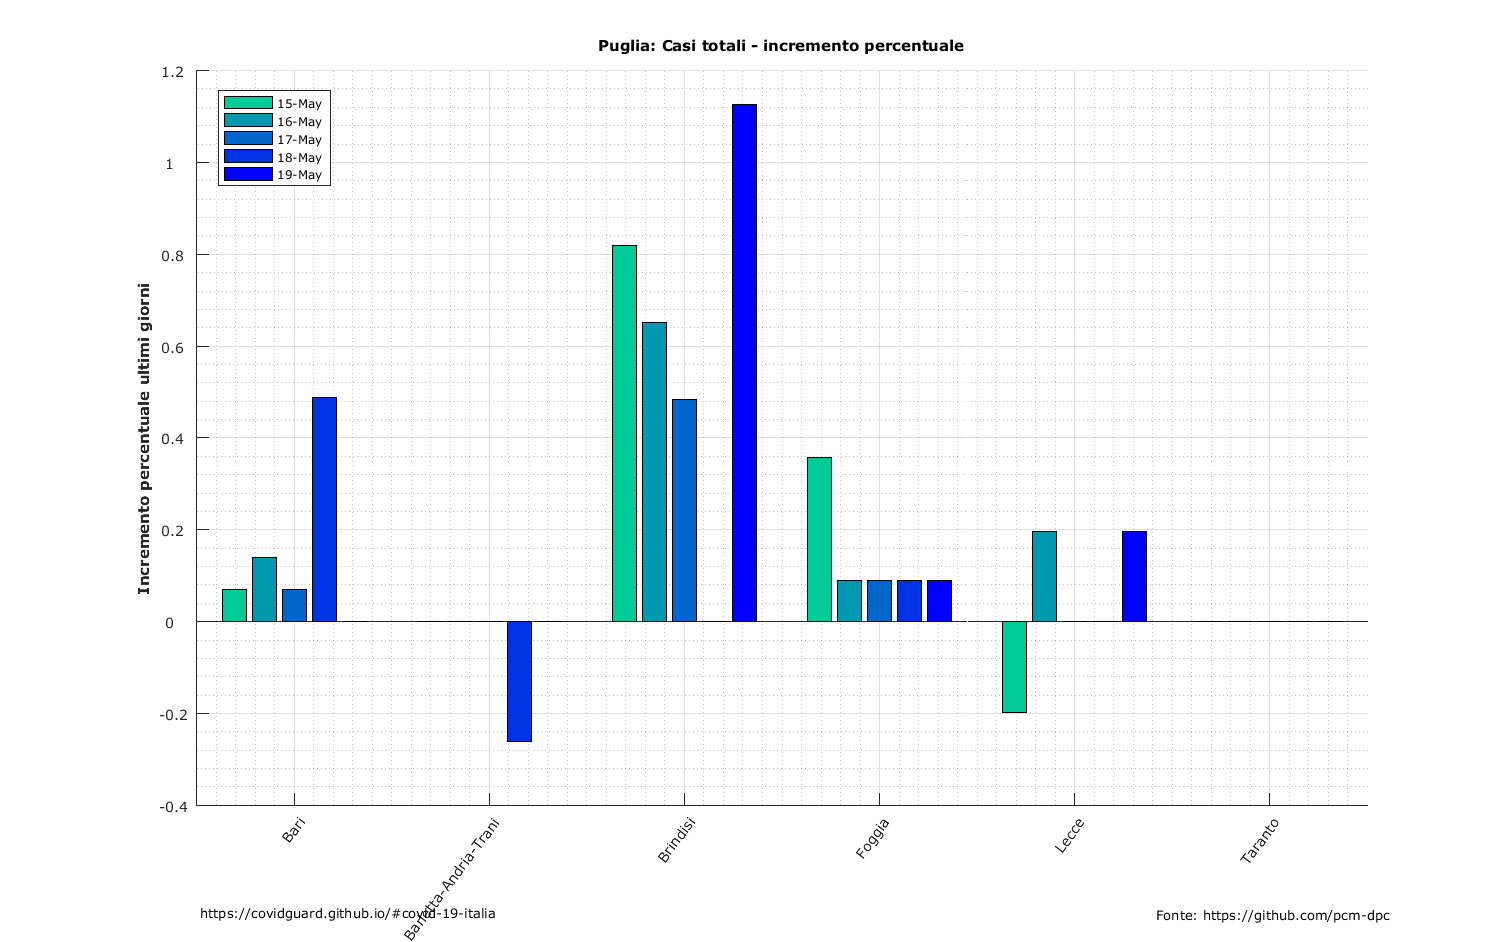 Puglia: Casi totali - incremento percentuale
Incremento percentuale ultimi giorni
1.2
1
0.8
0.6
0.4
0.2
0
-0.2
-0.4
15-May
16-May
17-May
18-May
19-May
Bari
Barletta-Andria-Trani
Brindisi
Foggia
Lecce
Taranto
https://covidguard.github.io/#covid-19-italia
Fonte: https://github.com/pcm-dpc